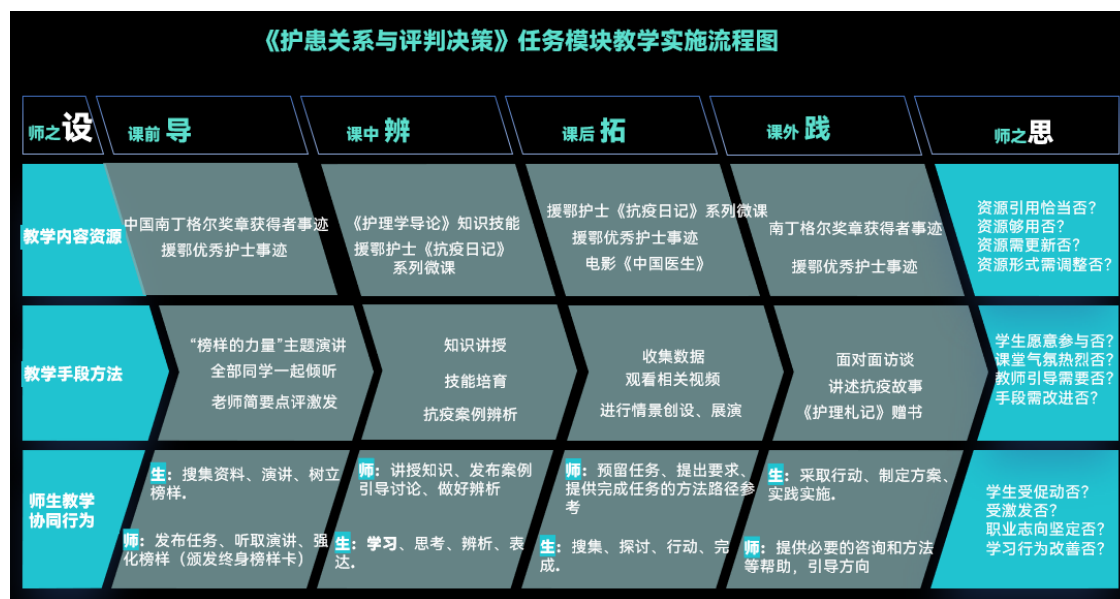 《护患关系与评判决策》任务模块教学实施流程图
师之设
课前 导
课中 辨
课后 拓
课外 践
师之思
教学内容资源
中国南丁格尔奖章获得者事迹
援鄂优秀护士事迹
《护理学导论》知识技能
援鄂护士《抗疫日记》
系列微课
援鄂护士《抗疫日记》系列微课
援鄂优秀护士事迹
电影《中国医生》
南丁格尔奖章获得者事迹
援鄂优秀护士事迹
资源引用恰当否?
资源够用否?
资源需更新否?
资源形式需调整否?
教学手段方法
“榜样的力量”主题演讲
全部同学一起倾听
老师简要点评激发
知识讲授
技能培育
抗疫案例辨析
收集数据
观看相关视频
进行情景创设、展演
面对面访谈
讲述抗疫故事
《护理札记》赠书
学生愿意参与否?
课堂气氛热烈否?
教师引导需要否?
手段需改进否?
师生教学
协同行为
生：搜集资料、演讲、树立
榜样.
师：发布任务、听取演讲、强
化榜样（颁发终身榜样卡）
师：讲授知识、发布案例
引导讨论、做好辨析
生：学习、思考、辨析、表
达.
师：预留任务、提出要求、
提供完成任务的方法路径参
考
生：搜集、探讨、行动、完
成.
生：采取行动、制定方案、
实践实施.
师：提供必要的咨询和方法
等帮助，引导方向
学生受促动否?
受激发否?
职业志向坚定否?
学习行为改善否?